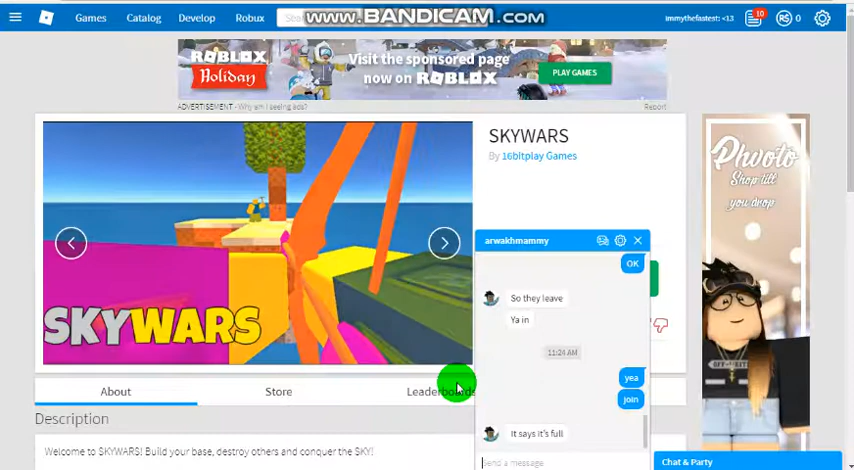 WWW.BANDICAM.COM
Games Catalog Develop Robux Immythefastest: <13 10 R$ 0
ROBLOX
Holiday
Visit the sponsored page
now on ROBLOX
PLAY GAMES
ADVERTISEMENT - Why am I seeing ads? Report
SKYWARS
By 16bitplay Games
SKYWARS
arwakhmammy
OK
So they leave
Ya in
11:24 AM
yea
join
It says it's full
Send a message
Chat & Party
About Store Leaderboards
Description
Welcome to SKYWARS! Build your base, destroy others and conquer the SKY!
Phvoto
Shop till
you drop